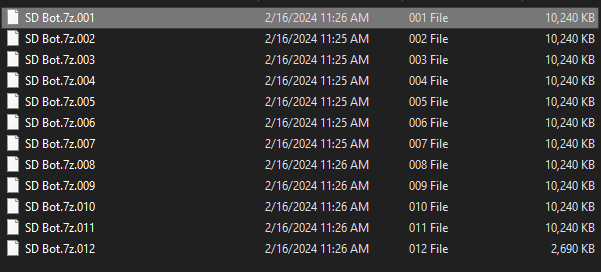 SD Bot.7z.001 2/16/2024 11:26 AM 001 File 10,240 KB
SD Bot.7z.002 2/16/2024 11:25 AM 002 File 10,240 KB
SD Bot.7z.003 2/16/2024 11:25 AM 003 File 10,240 KB
SD Bot.7z.004 2/16/2024 11:25 AM 004 File 10,240 KB
SD Bot.7z.005 2/16/2024 11:25 AM 005 File 10,240 KB
SD Bot.7z.006 2/16/2024 11:25 AM 006 File 10,240 KB
SD Bot.7z.007 2/16/2024 11:25 AM 007 File 10,240 KB
SD Bot.7z.008 2/16/2024 11:26 AM 008 File 10,240 KB
SD Bot.7z.009 2/16/2024 11:26 AM 009 File 10,240 KB
SD Bot.7z.010 2/16/2024 11:26 AM 010 File 10,240 KB
SD Bot.7z.011 2/16/2024 11:26 AM 011 File 10,240 KB
SD Bot.7z.012 2/16/2024 11:26 AM 012 File 2,690 KB